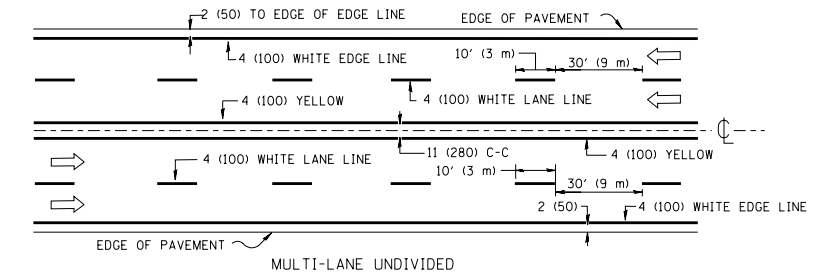 2 (50) TO EDGE OF EDGE LINE
EDGE OF PAVEMENT
4 (100) WHITE EDGE LINE
10' (3 m)
30' (9 m)
4 (100) YELLOW
4 (100) WHITE LANE LINE
℄
4 (100) WHITE LANE LINE
11 (280) C-C
4 (100) YELLOW
10' (3 m)
30' (9 m)
2 (50)
4 (100) WHITE EDGE LINE
EDGE OF PAVEMENT
MULTI-LANE UNDIVIDED